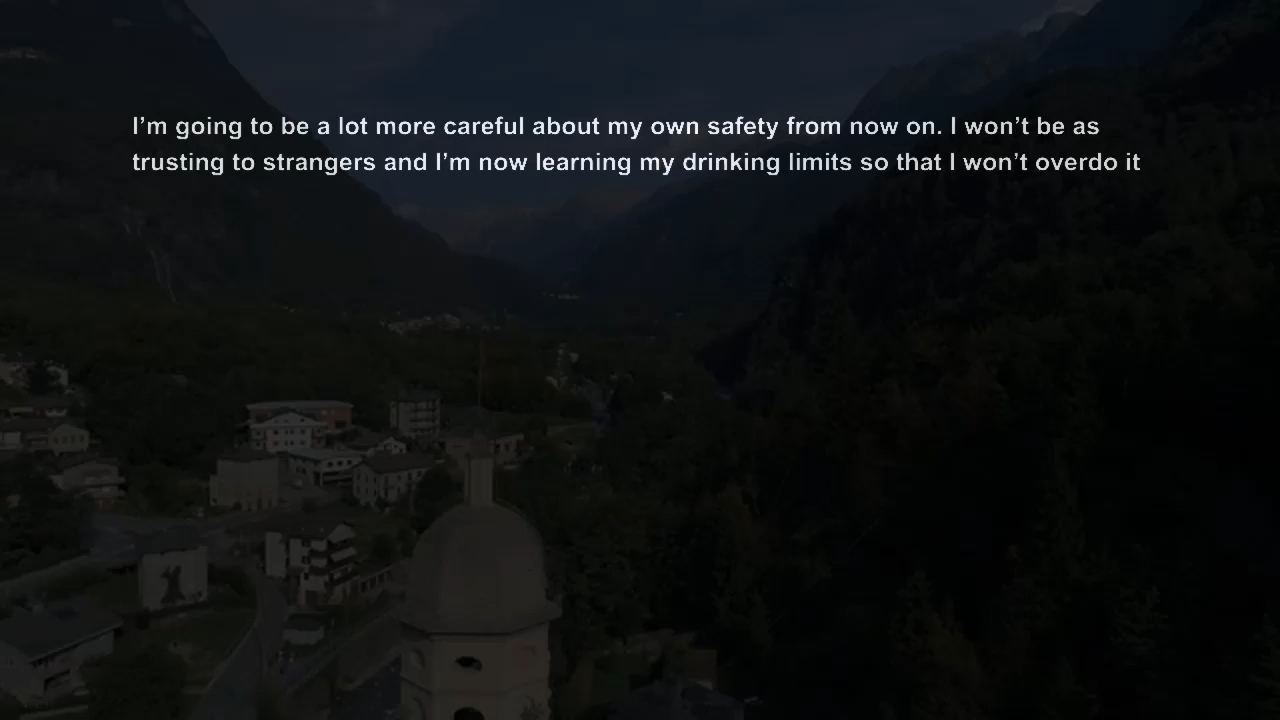 I’m going to be a lot more careful about my own safety from now on. I won’t be as
trusting to strangers and I’m now learning my drinking limits so that I won’t overdo it